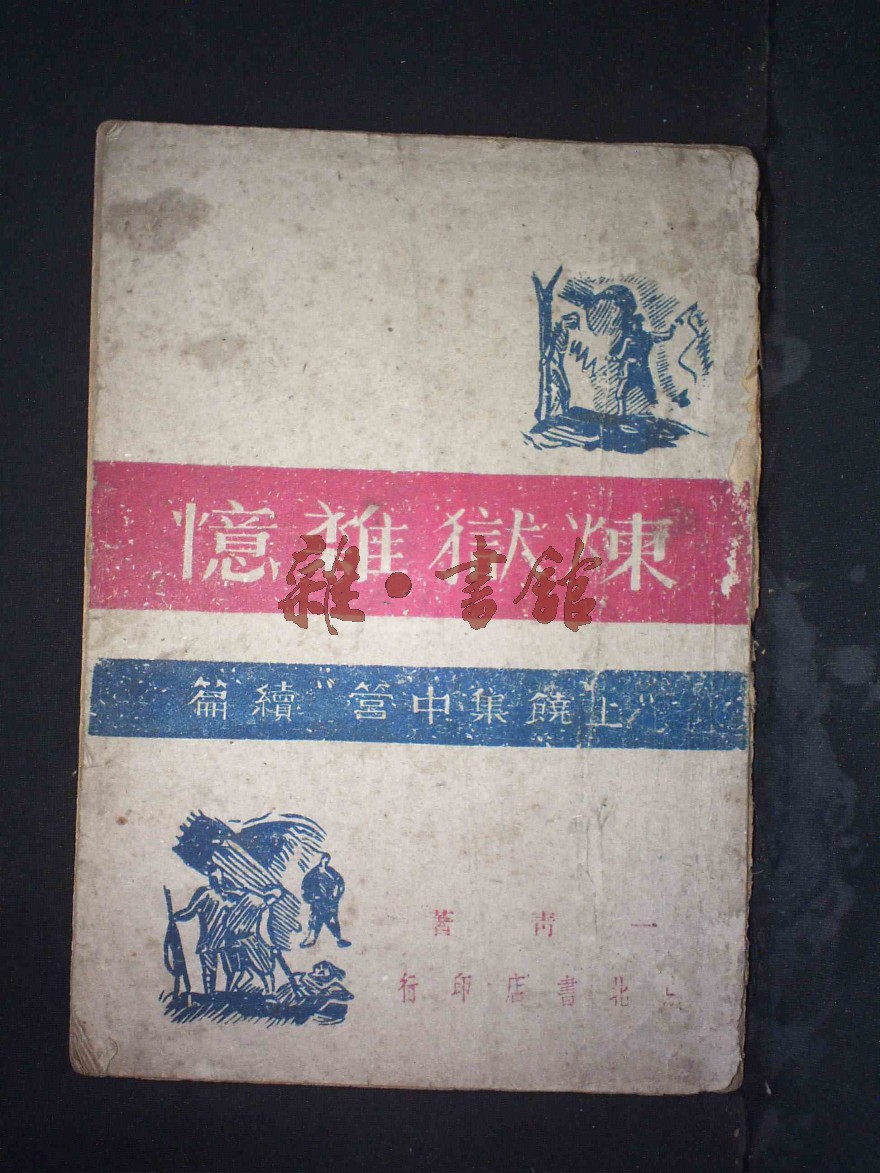 煉獄雜憶
雜·書館
"上饒集中營"續篇
一青著
北書店印行